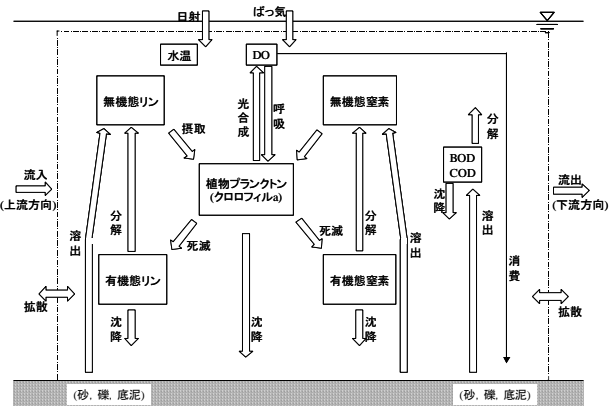 日射
ばっ気
水温
DO
無機態リン
無機態窒素
摂取
光合成
呼吸
分解
BOD
COD
流入
(上流方向)
植物プランクトン
(クロロフィルa)
流出
(下流方向)
沈降
溶出
分解
死滅
死滅
分解
溶出
溶出
消費
有機態リン
有機態窒素
拡散
拡散
沈降
沈降
沈降
(砂, 礫, 底泥)
(砂, 礫, 底泥)